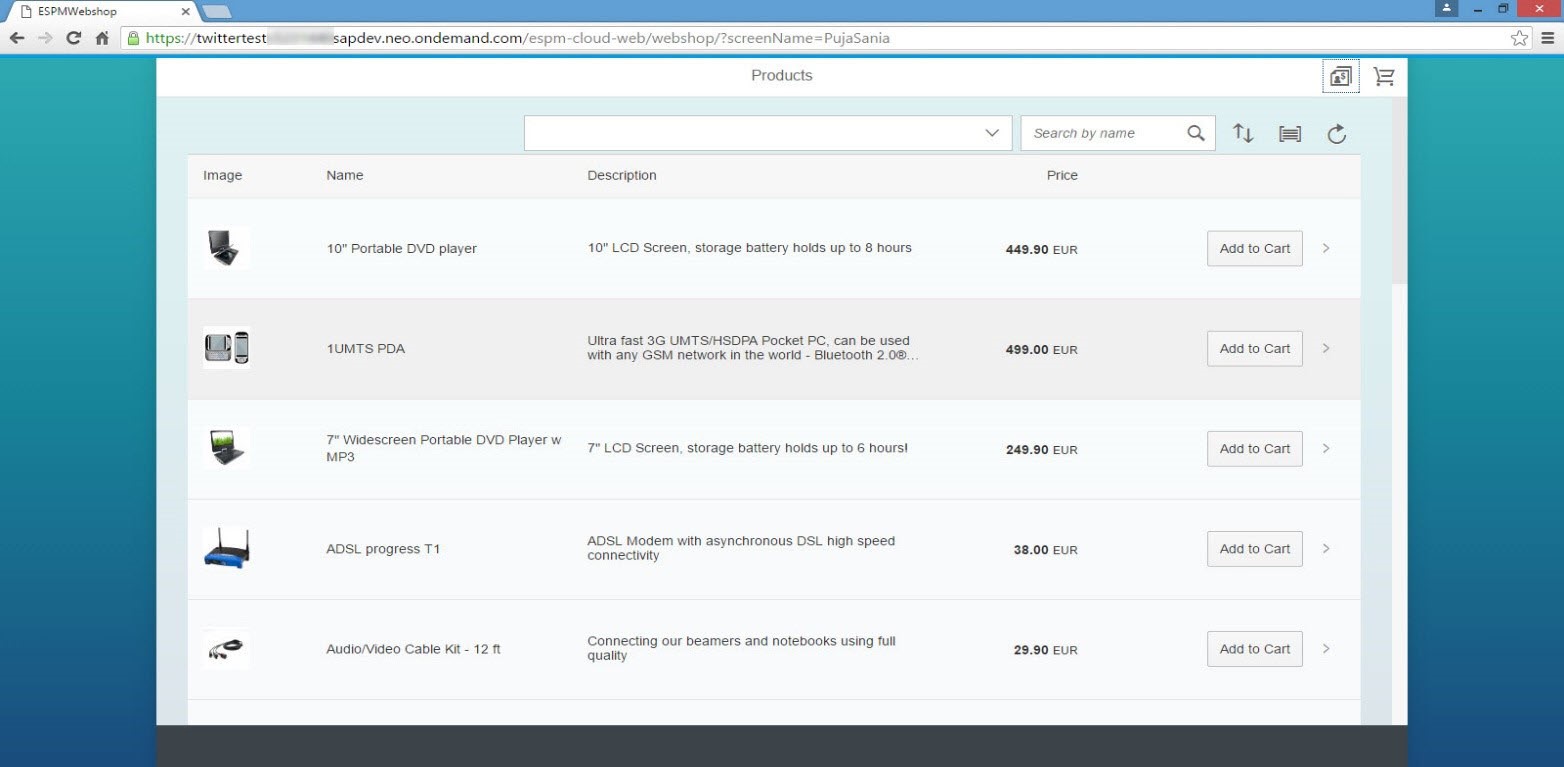 ESPMWebshop
https://twittertest sapdev.neo.ondemand.com/espm-cloud-web/webshop/?screenName=PujaSania
Products
Search by name
Image Name Description Price
10" Portable DVD player 10" LCD Screen, storage battery holds up to 8 hours 449.90 EUR Add to Cart
1UMTS PDA Ultra fast 3G UMTS/HSDPA Pocket PC, can be used
with any GSM network in the world - Bluetooth 2.0®... 499.00 EUR Add to Cart
7" Widescreen Portable DVD Player w
MP3 7" LCD Screen, storage battery holds up to 6 hours! 249.90 EUR Add to Cart
ADSL progress T1 ADSL Modem with asynchronous DSL high speed
connectivity 38.00 EUR Add to Cart
Audio/Video Cable Kit - 12 ft Connecting our beamers and notebooks using full
quality 29.90 EUR Add to Cart